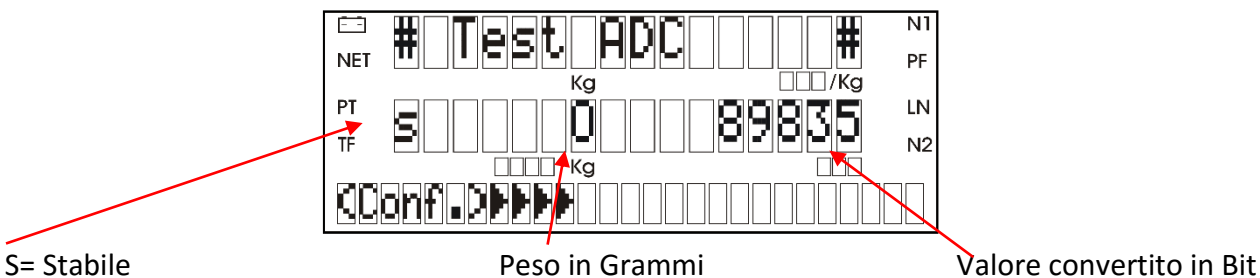 # Test ADC #
N1
NET
PF
Kg
/Kg
PT
s 0 89835
LN
TF
N2
Kg
<Conf.>
S= Stabile
Peso in Grammi
Valore convertito in Bit